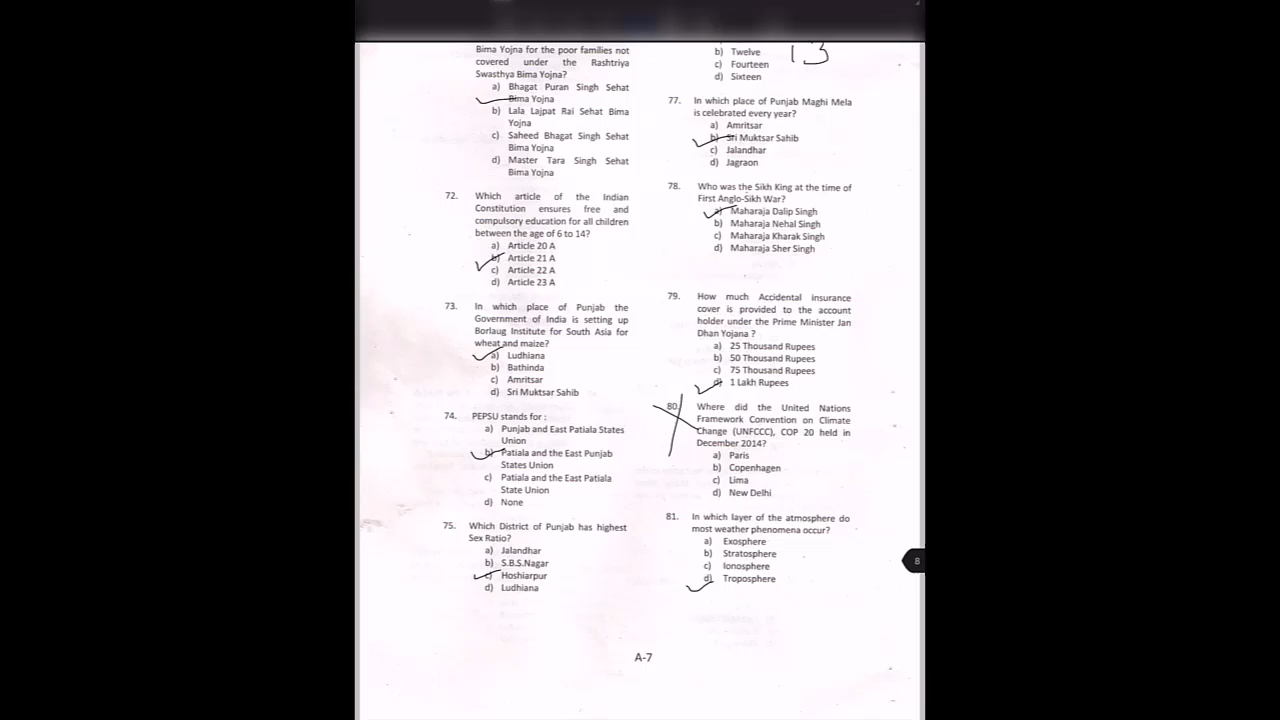 Bima Yojna for the poor families not
covered under the Rashtriya
Swasthya Bima Yojna?
a) Bhagat Puran Singh Sehat
Bima Yojna
b) Lala Lajpat Rai Sehat Bima
Yojna
c) Saheed Bhagat Singh Sehat
Bima Yojna
d) Master Tara Singh Sehat
Bima Yojna
72. Which article of the Indian
Constitution ensures free and
compulsory education for all children
between the age of 6 to 14?
a) Article 20 A
b) Article 21 A
c) Article 22 A
d) Article 23 A
73. In which place of Punjab the
Government of India is setting up
Borlaug Institute for South Asia for
wheat and maize?
a) Ludhiana
b) Bathinda
c) Amritsar
d) Sri Muktsar Sahib
74. PEPSU stands for :
a) Punjab and East Patiala States
Union
b) Patiala and the East Punjab
States Union
c) Patiala and the East Patiala
State Union
d) None
75. Which District of Punjab has highest
Sex Ratio?
a) Jalandhar
b) S.B.S.Nagar
c) Hoshiarpur
d) Ludhiana
b) Twelve
c) Fourteen
d) Sixteen
13
77. In which place of Punjab Maghi Mela
is celebrated every year?
a) Amritsar
b) Sri Muktsar Sahib
c) Jalandhar
d) Jagraon
78. Who was the Sikh King at the time of
First Anglo-Sikh War?
a) Maharaja Dalip Singh
b) Maharaja Nehal Singh
c) Maharaja Kharak Singh
d) Maharaja Sher Singh
79. How much Accidental insurance
cover is provided to the account
holder under the Prime Minister Jan
Dhan Yojana ?
a) 25 Thousand Rupees
b) 50 Thousand Rupees
c) 75 Thousand Rupees
d) 1 Lakh Rupees
80. Where did the United Nations
Framework Convention on Climate
Change (UNFCCC), COP 20 held in
December 2014?
a) Paris
b) Copenhagen
c) Lima
d) New Delhi
81. In which layer of the atmosphere do
most weather phenomena occur?
a) Exosphere
b) Stratosphere
c) Ionosphere
d) Troposphere
A-7
8